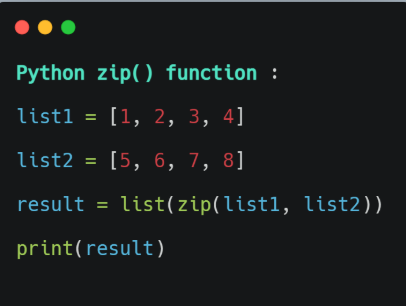 Python zip() function :
list1 = [1, 2, 3, 4]
list2 = [5, 6, 7, 8]
result = list(zip(list1, list2))
print(result)